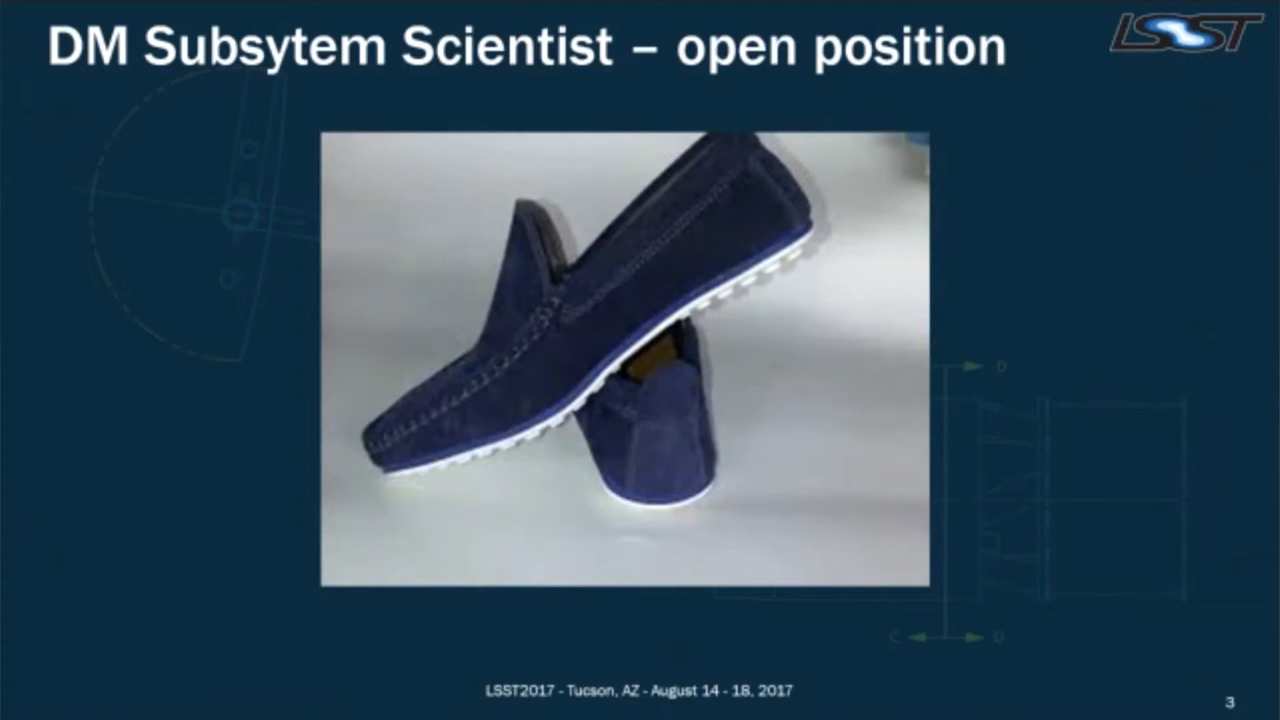 DM Subsytem Scientist – open position
LSST
D
C D
LSST2017 - Tucson, AZ - August 14 - 18, 2017
3